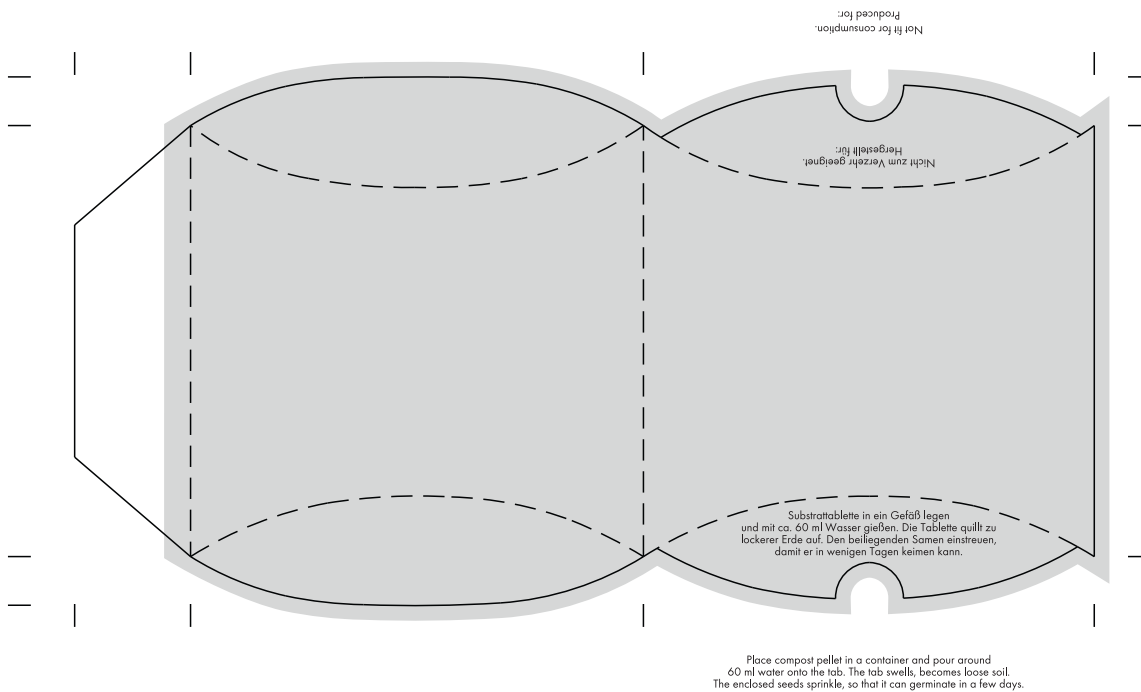 Not fit for consumption.
Produced for:
Nicht zum Verzehr geeignet.
Hergestellt für:
Substrattablette in ein Gefäß legen
und mit ca. 60 ml Wasser gießen. Die Tablette quillt zu
lockerer Erde auf. Den beiliegenden Samen einstreuen,
damit er in wenigen Tagen keimen kann.
Place compost pellet in a container and pour around
60 ml water onto the tab. The tab swells, becomes loose soil.
The enclosed seeds sprinkle, so that it can germinate in a few days.